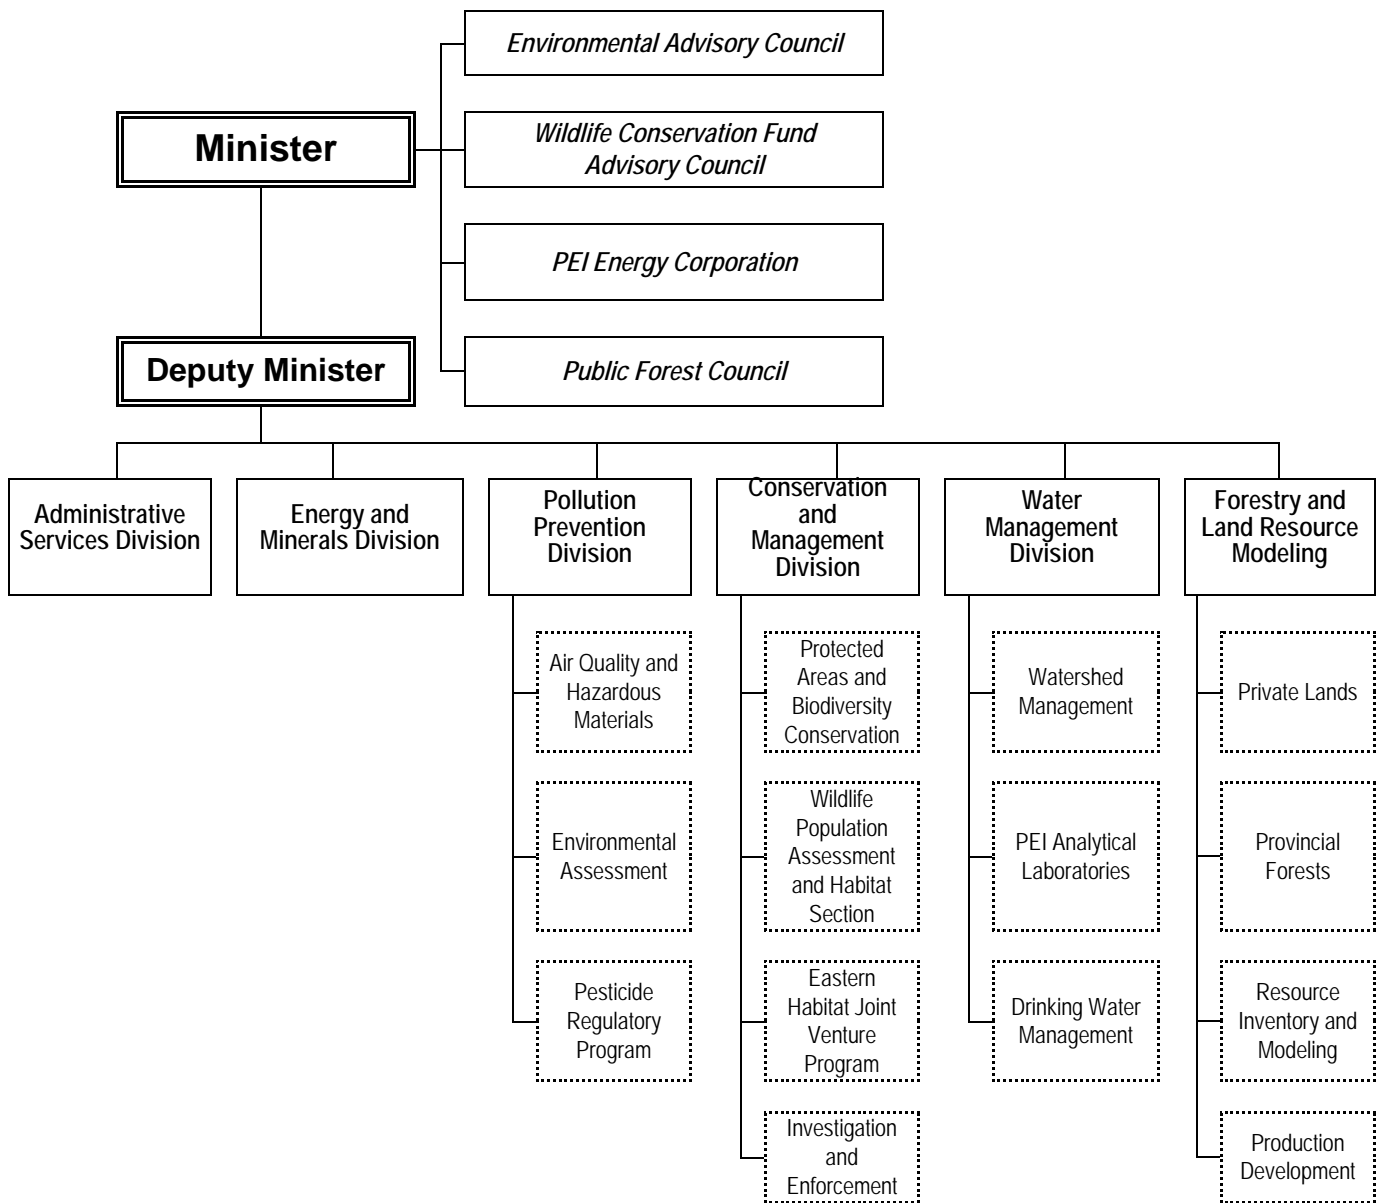 Environmental Advisory Council
Minister
Wildlife Conservation Fund
Advisory Council
PEI Energy Corporation
Deputy Minister
Public Forest Council
Administrative
Services Division
Energy and
Minerals Division
Pollution
Prevention
Division
Conservation
and
Management
Division
Water
Management
Division
Forestry and
Land Resource
Modeling
Air Quality and
Hazardous
Materials
Environmental
Assessment
Pesticide
Regulatory
Program
Protected
Areas and
Biodiversity
Conservation
Wildlife
Population
Assessment
and Habitat
Section
Eastern
Habitat Joint
Venture
Program
Investigation
and
Enforcement
Watershed
Management
PEI Analytical
Laboratories
Drinking Water
Management
Private Lands
Provincial
Forests
Resource
Inventory and
Modeling
Production
Development